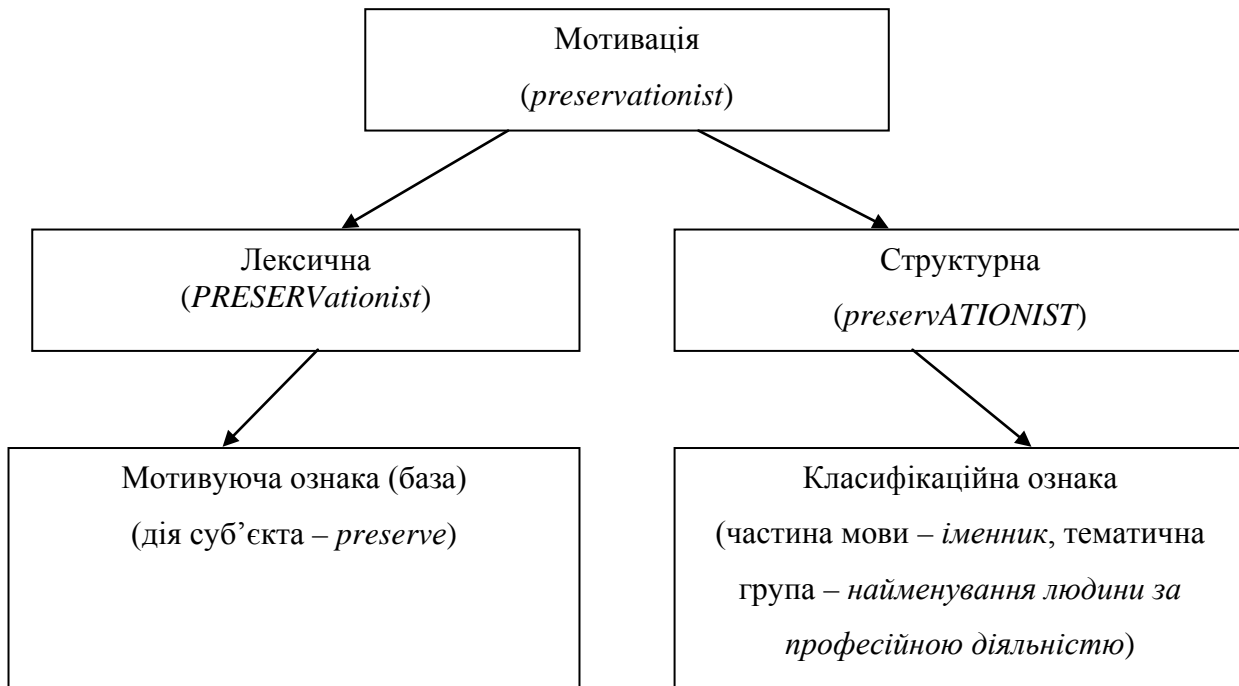 Мотивація
(preservationist)
Лексична
(PRESERVationist)
Структурна
(preservATIONIST)
Мотивуюча ознака (база)
(дія суб’єкта – preserve)
Класифікаційна ознака
(частина мови – іменник, тематична
група – найменування людини за
професійною діяльністю)